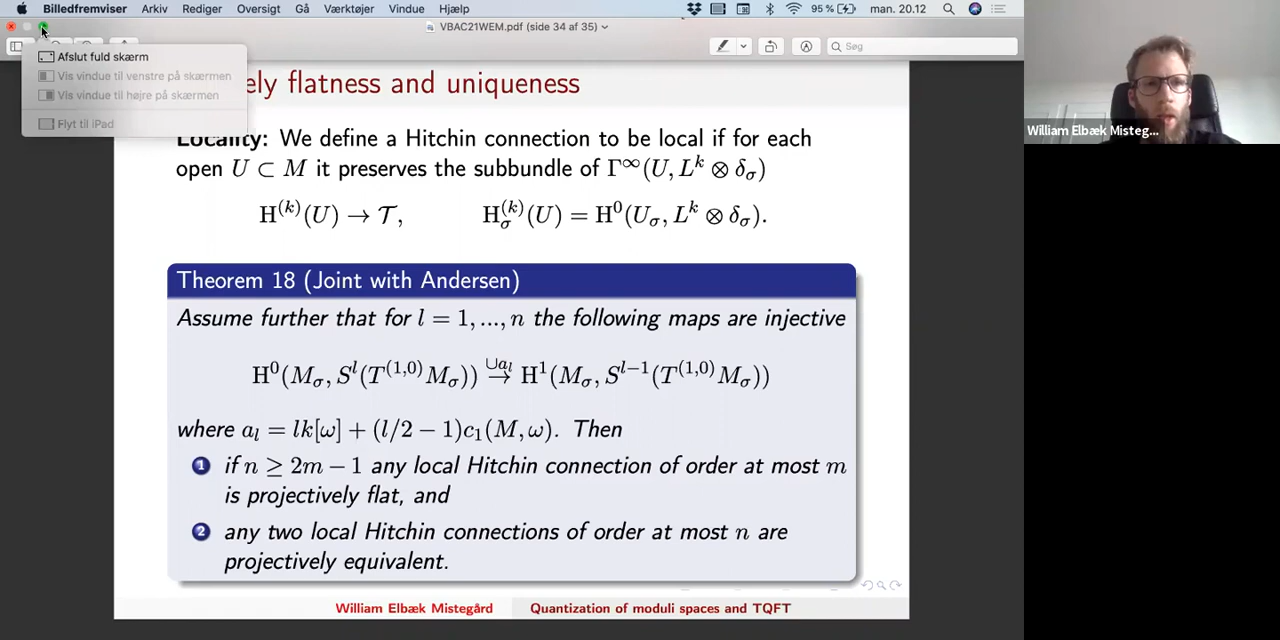 Billedfremviser Arkiv Rediger Oversigt Gå Værktøjer Vindue Hjælp 95 % man. 20.12
VBAC21WEM.pdf (side 34 af 35)
Søg
Afslut fuld skærm
Vis vindue til venstre på skærmen
Vis vindue til højre på skærmen
Flyt til iPad
ely flatness and uniqueness
Locality: We define a Hitchin connection to be local if for each
open U ⊂ M it preserves the subbundle of Γ^∞(U, L^k ⊗ δ_σ)
H^(k)(U) → 𝒯, H_σ^(k)(U) = H^0(U_σ, L^k ⊗ δ_σ).
Theorem 18 (Joint with Andersen)
Assume further that for l = 1, ..., n the following maps are injective
H^0(M_σ, S^l(T^(1,0)M_σ)) →^{∪a_l} H^1(M_σ, S^{l−1}(T^(1,0)M_σ))
where a_l = lk[ω] + (l/2 − 1)c_1(M, ω). Then
1 if n ≥ 2m − 1 any local Hitchin connection of order at most m
is projectively flat, and
2 any two local Hitchin connections of order at most n are
projectively equivalent.
William Elbæk Mistegård Quantization of moduli spaces and TQFT
William Elbæk Misteg...